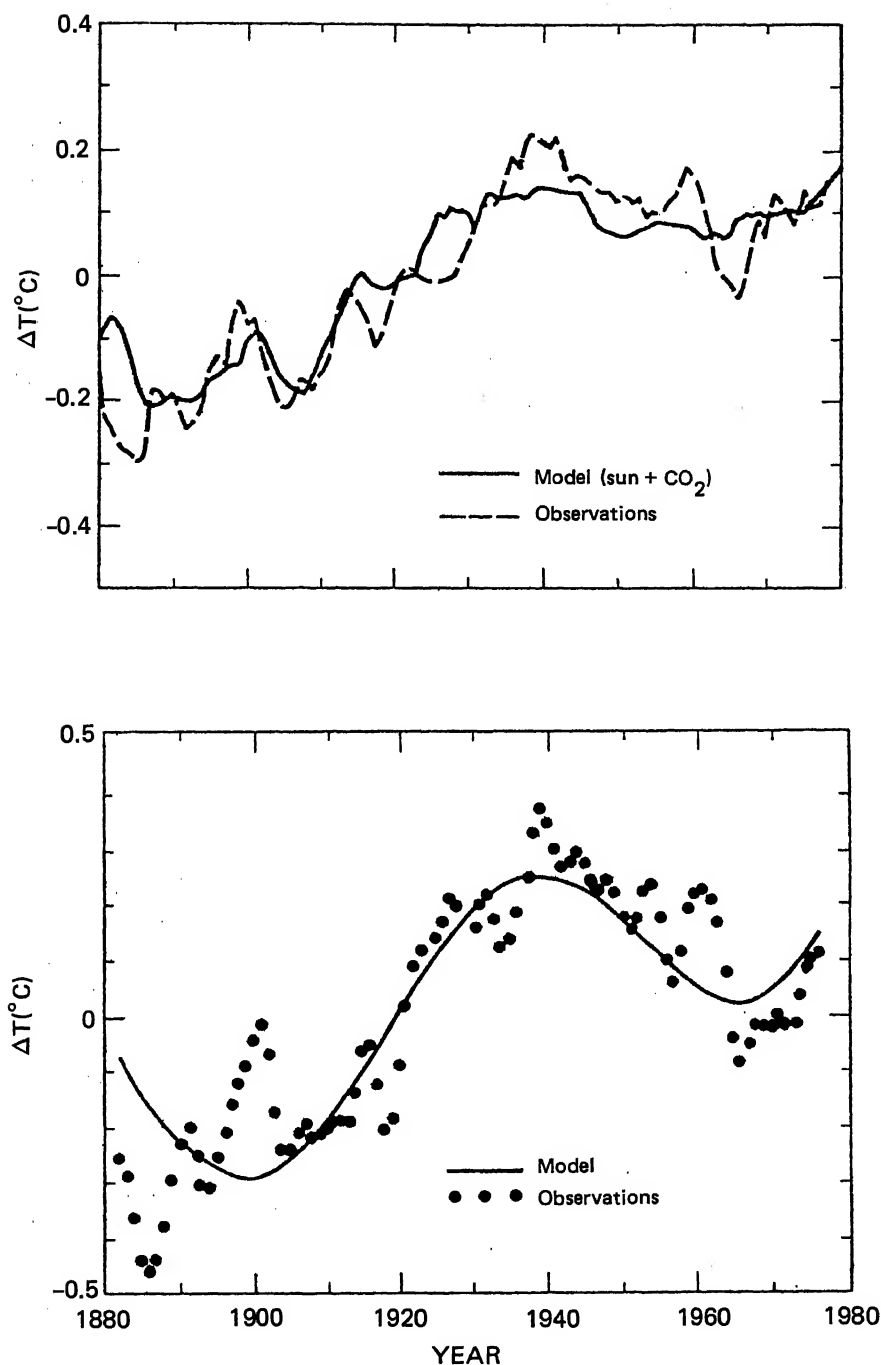 0.4
0.2
0
-0.2
-0.4
ΔT(°C)
Model (sun + CO2)
Observations
0.5
0
-0.5
ΔT(°C)
Model
Observations
1880 1900 1920 1940 1960 1980
YEAR